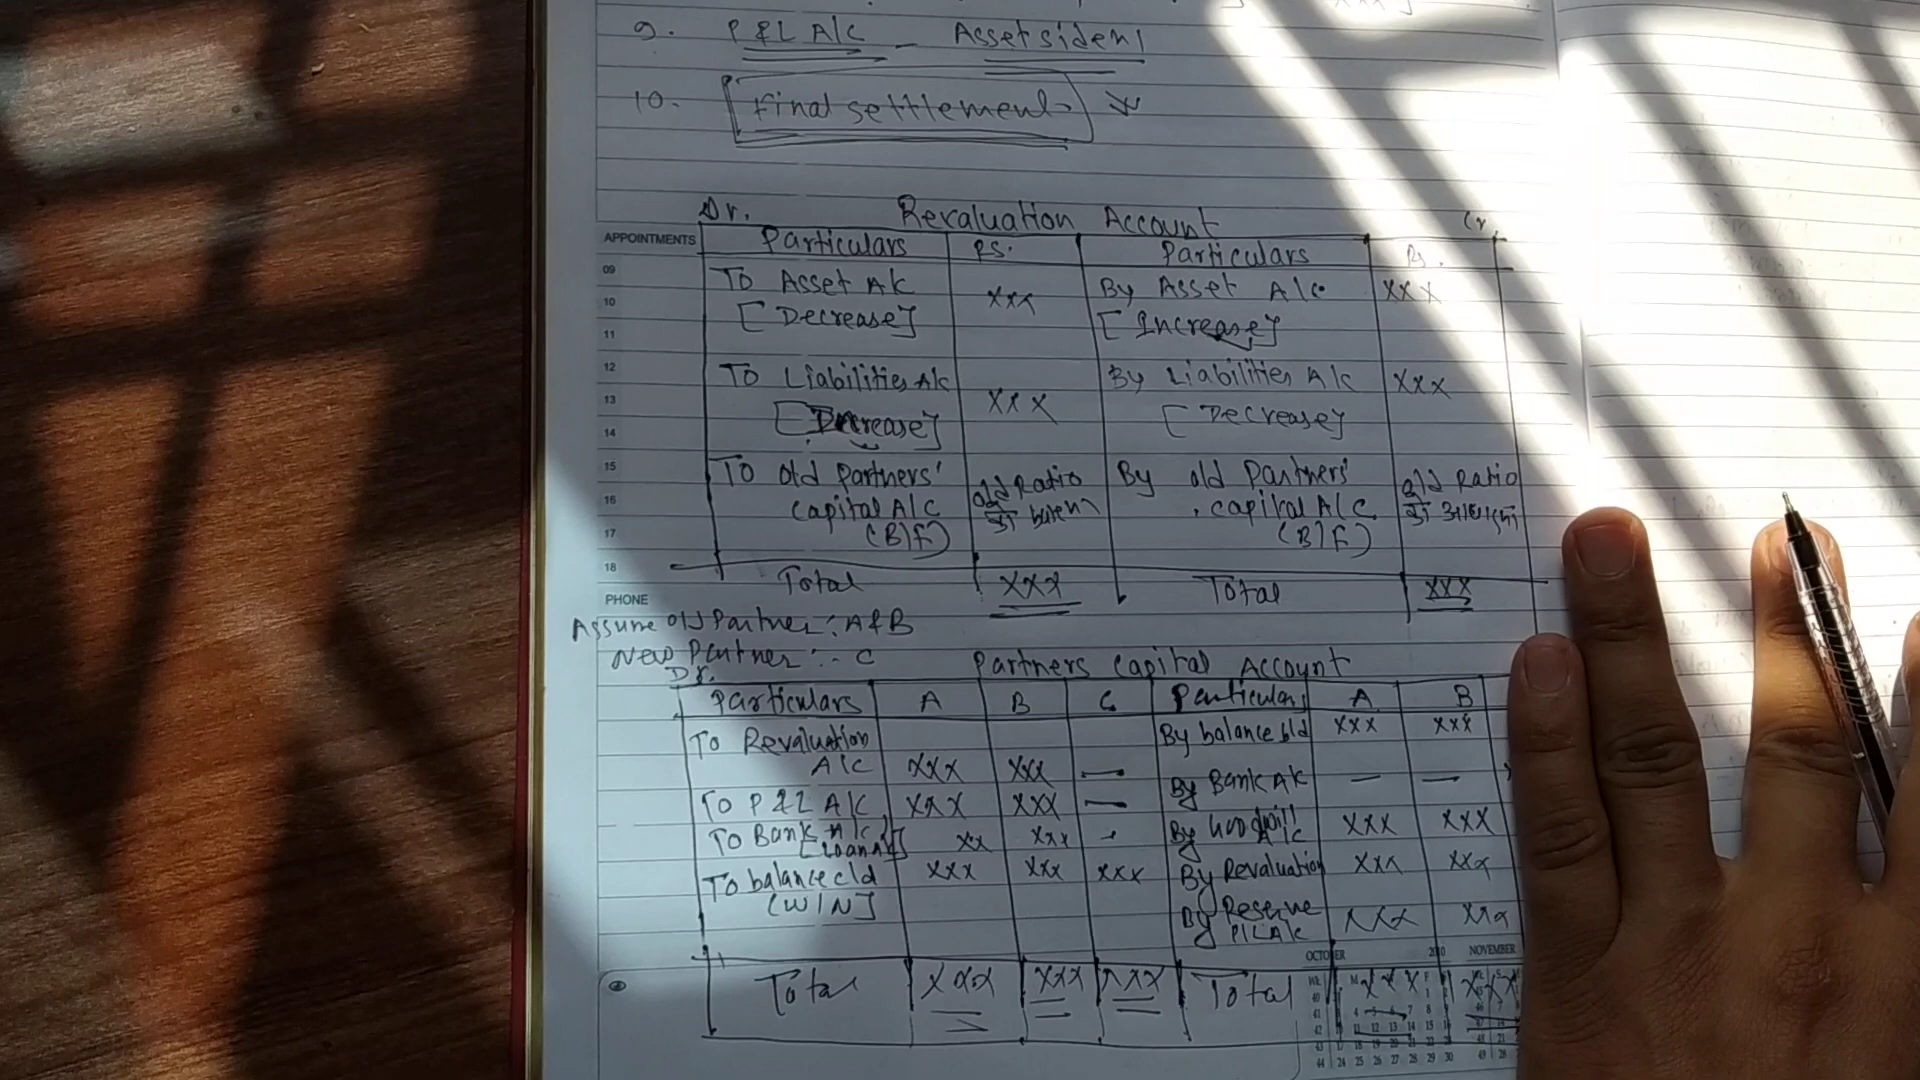 9. P & L A/c - Asset side
10. [Final settlement]
Dr. Revaluation Account Cr.
APPOINTMENTS Particulars RS. Particulars Rs.
09 To Asset A/c xxx By Asset A/c xxx
10 [Decrease] [Increase]
11
12 To Liabilities A/c xxx By Liabilities A/c xxx
13 [Increase] [Decrease]
14
15 To old Partners' old Ratio By old Partners' old Ratio
16 capital A/c capital A/c
17 (B/F) (B/F)
18 Total xxx Total xxx
PHONE
Assume old Partner : A & B
New Partner :- C Partners capital Account
Dr.
Particulars A B C Particulars A B
To Revaluation By balance b/d xxx xxx
A/c xxx xxx — By Bank A/c — —
To P & L A/c xxx xxx — By Goodwill A/c xxx xxx
To Bank A/c [Loan A/c] xx xxx - By Revaluation xxx xxx
To balance c/d xxx xxx xxx By Reserve
[W/N] P/L A/c xxx xxx
OCTOBER 2010 NOVEMBER
Total xxx xxx xxx Total xxx xxx